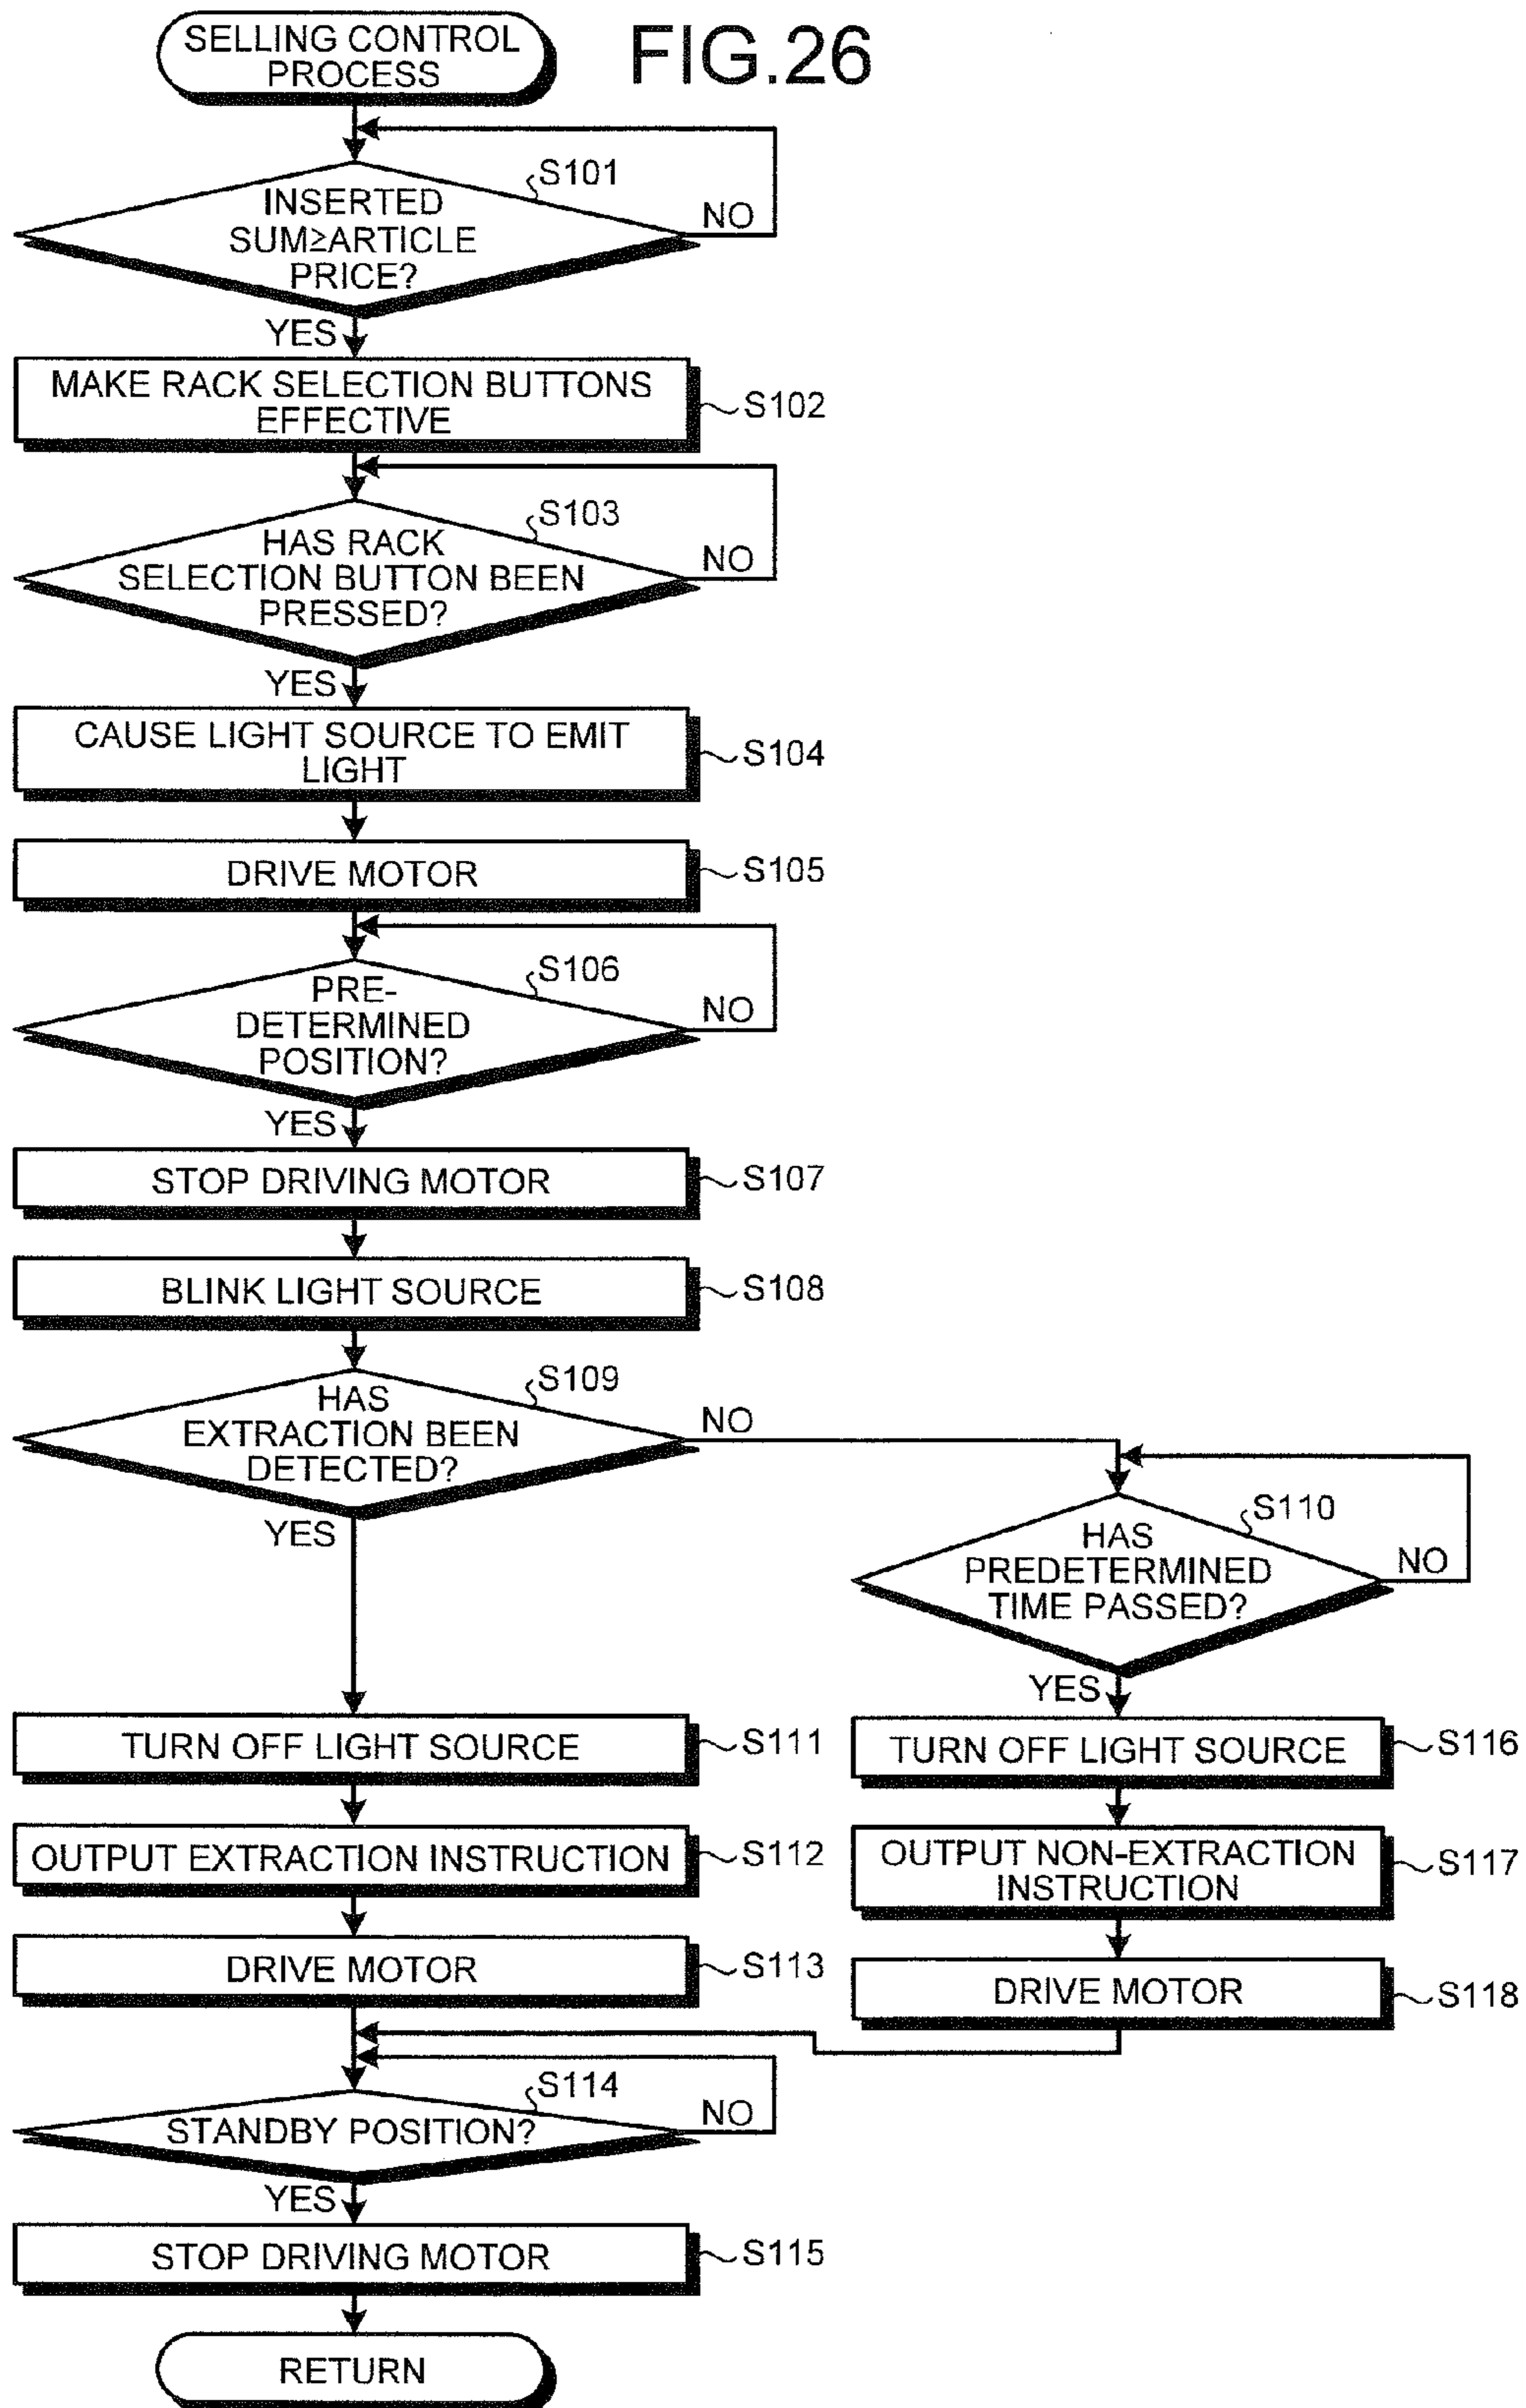 SELLING CONTROL
PROCESS
FIG.26
S101
INSERTED
SUM≥ARTICLE
PRICE?
NO
YES
MAKE RACK SELECTION BUTTONS
EFFECTIVE
S102
S103
HAS RACK
SELECTION BUTTON BEEN
PRESSED?
NO
YES
CAUSE LIGHT SOURCE TO EMIT
LIGHT
S104
DRIVE MOTOR
S105
S106
PRE-
DETERMINED
POSITION?
NO
YES
STOP DRIVING MOTOR
S107
BLINK LIGHT SOURCE
S108
S109
HAS
EXTRACTION BEEN
DETECTED?
NO
YES
S110
HAS
PREDETERMINED
TIME PASSED?
NO
YES
TURN OFF LIGHT SOURCE
S111
TURN OFF LIGHT SOURCE
S116
OUTPUT EXTRACTION INSTRUCTION
S112
OUTPUT NON-EXTRACTION
INSTRUCTION
S117
DRIVE MOTOR
S113
DRIVE MOTOR
S118
S114
STANDBY POSITION?
NO
YES
STOP DRIVING MOTOR
S115
RETURN